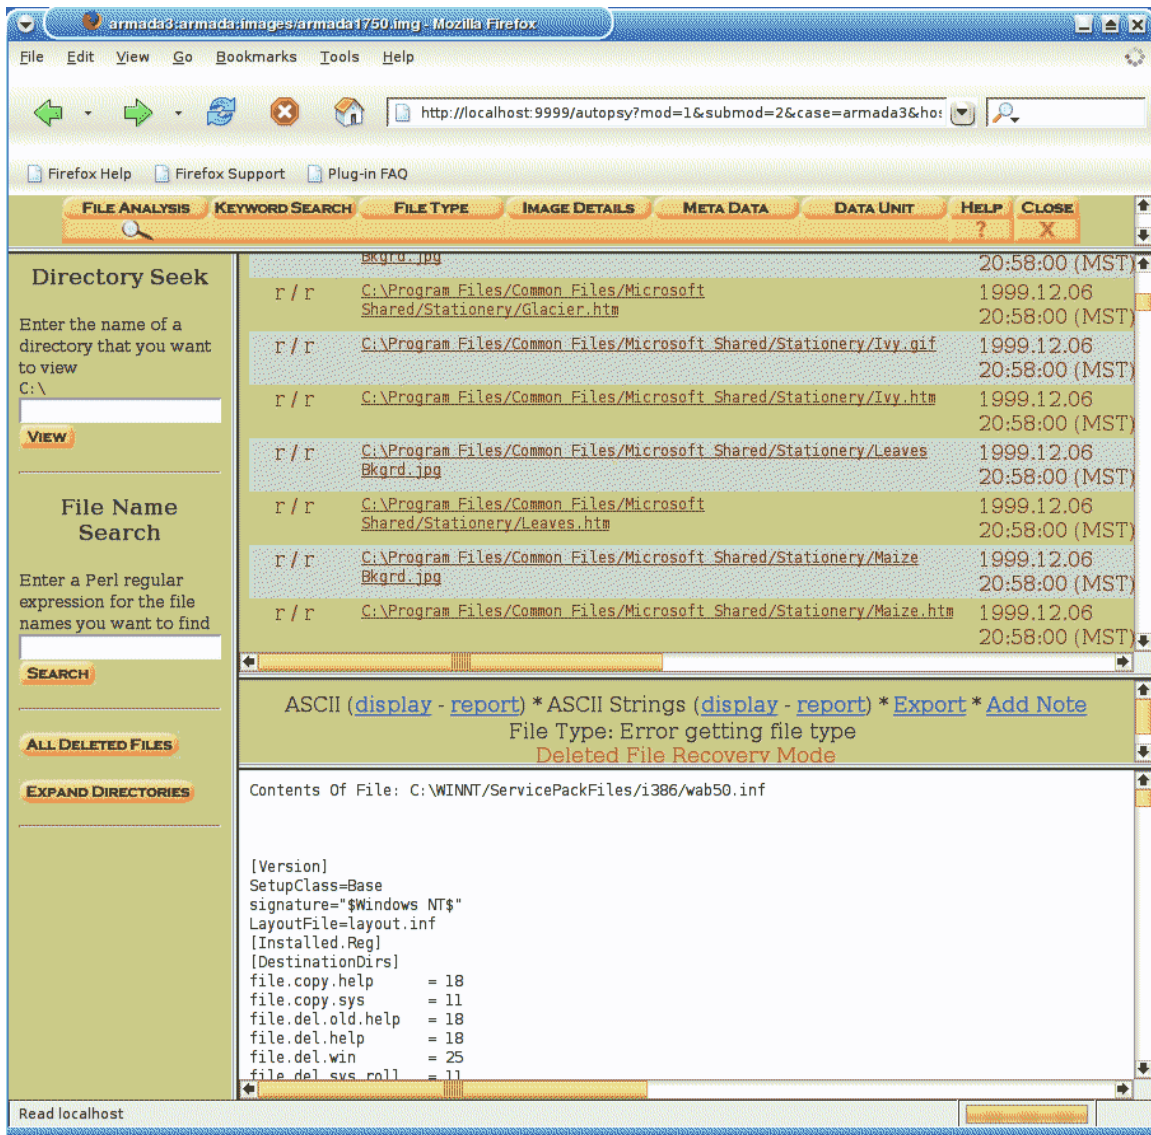 armada3:armada:images/armada1750.img - Mozilla Firefox
File Edit View Go Bookmarks Tools Help
http://localhost:9999/autopsy?mod=1&submod=2&case=armada3&hos
Firefox Help Firefox Support Plug-in FAQ
FILE ANALYSIS KEYWORD SEARCH FILE TYPE IMAGE DETAILS META DATA DATA UNIT HELP CLOSE
? X
Directory Seek
Enter the name of a
directory that you want
to view
C:\
VIEW
File Name
Search
Enter a Perl regular
expression for the file
names you want to find
SEARCH
ALL DELETED FILES
EXPAND DIRECTORIES
Bkgrd.jpg 20:58:00 (MST)
r / r C:\Program Files/Common Files/Microsoft 1999.12.06
Shared/Stationery/Glacier.htm 20:58:00 (MST)
r / r C:\Program Files/Common Files/Microsoft Shared/Stationery/Ivy.gif 1999.12.06
20:58:00 (MST)
r / r C:\Program Files/Common Files/Microsoft Shared/Stationery/Ivy.htm 1999.12.06
20:58:00 (MST)
r / r C:\Program Files/Common Files/Microsoft Shared/Stationery/Leaves 1999.12.06
Bkgrd.jpg 20:58:00 (MST)
r / r C:\Program Files/Common Files/Microsoft 1999.12.06
Shared/Stationery/Leaves.htm 20:58:00 (MST)
r / r C:\Program Files/Common Files/Microsoft Shared/Stationery/Maize 1999.12.06
Bkgrd.jpg 20:58:00 (MST)
r / r C:\Program Files/Common Files/Microsoft Shared/Stationery/Maize.htm 1999.12.06
20:58:00 (MST)
ASCII (display - report) * ASCII Strings (display - report) * Export * Add Note
File Type: Error getting file type
Deleted File Recovery Mode
Contents Of File: C:\WINNT/ServicePackFiles/i386/wab50.inf
[Version]
SetupClass=Base
signature="$Windows NT$"
LayoutFile=layout.inf
[Installed.Reg]
[DestinationDirs]
file.copy.help = 18
file.copy.sys = 11
file.del.old.help = 18
file.del.help = 18
file.del.win = 25
file.del.sys.roll = 11
Read localhost